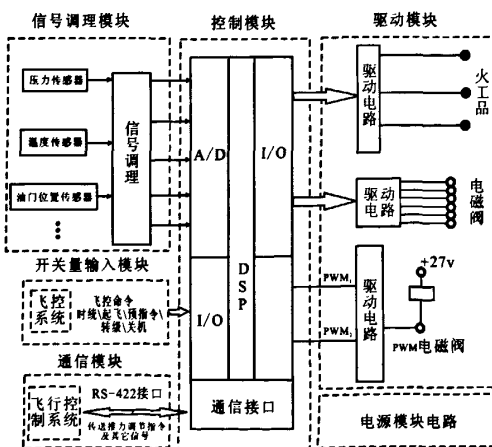 信号调理模块
控制模块
驱动模块
压力传感器
温度传感器
油门位置传感器
信号调理
A/D
I/O
DSP
I/O
通信接口
驱动电路
火工品
驱动电路
电磁阀
PWM₁
PWM₂
驱动电路
+27v
PWM电磁阀
开关量输入模块
飞控系统
飞控命令
时统\起飞\预指令\
转级\关机
通信模块
飞行控制系统
RS-422接口
传送推力调节指令
及其它信号
电源模块电路